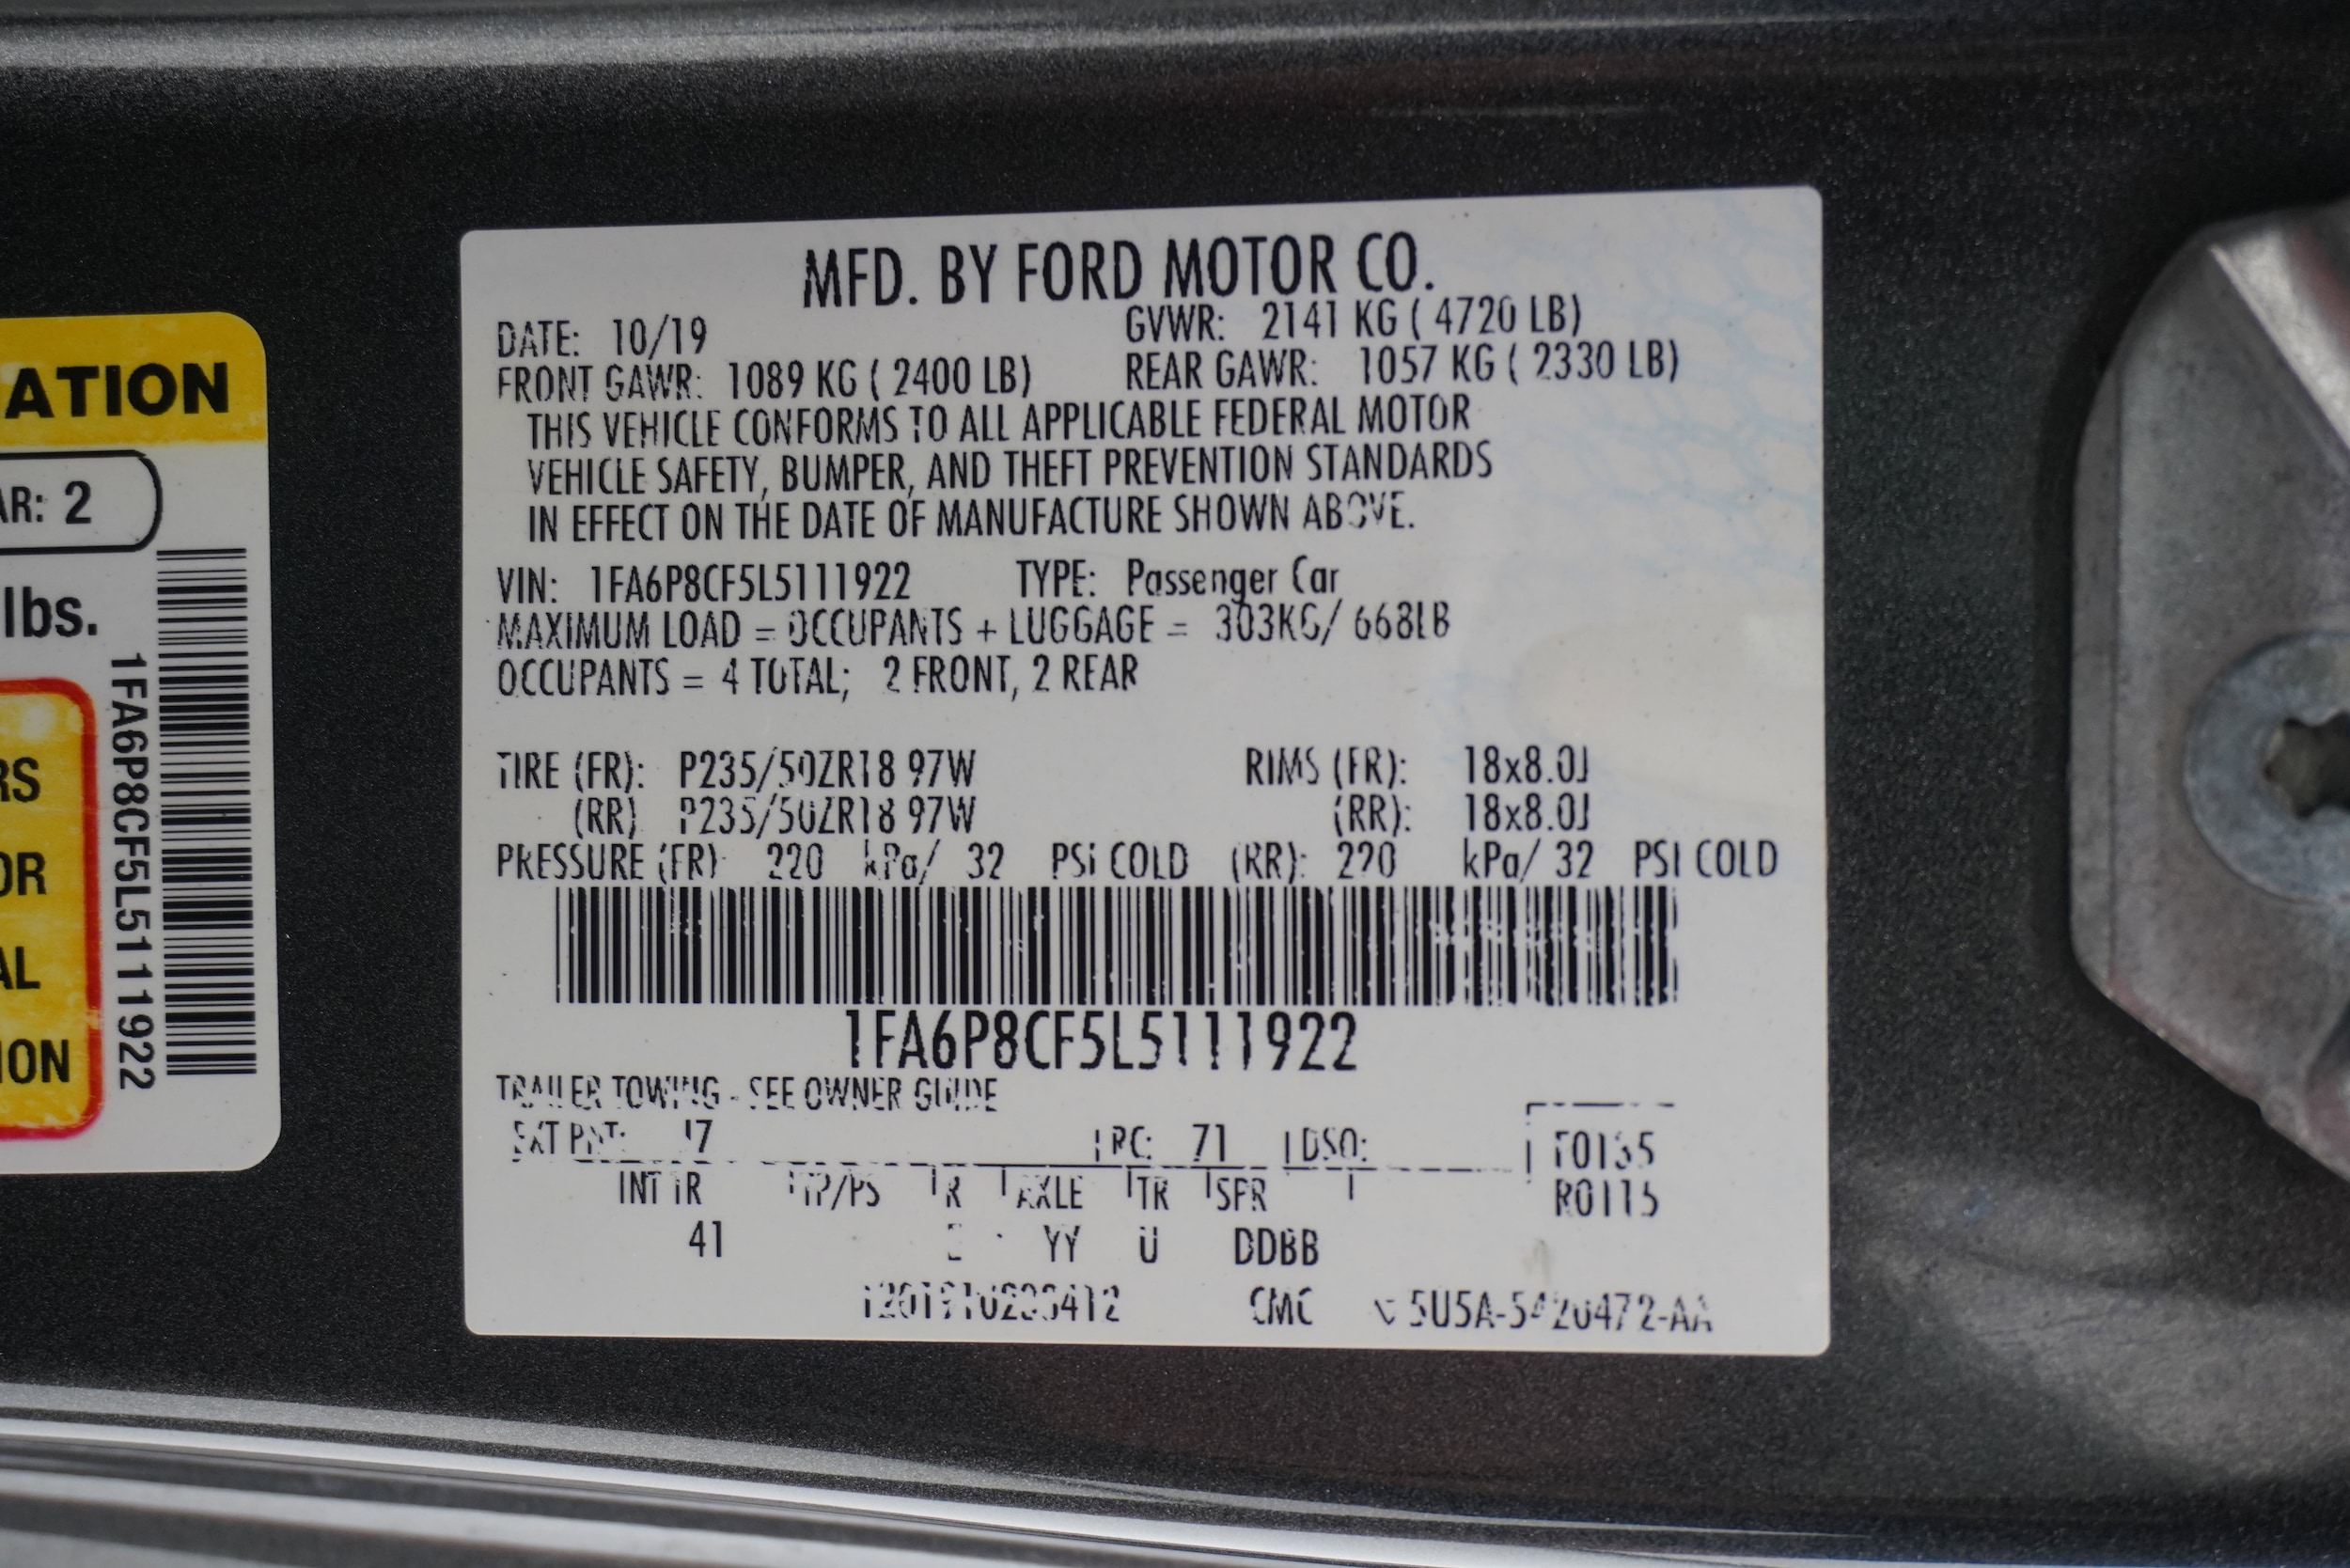 ATION
AR: 2
lbs.
RS
OR
AL
ION
1FA6P8CF5L5111922
MFD. BY FORD MOTOR CO.
DATE: 10/19 GVWR: 2141 KG ( 4720 LB)
FRONT GAWR: 1089 KG ( 2400 LB) REAR GAWR: 1057 KG ( 2330 LB)
THIS VEHICLE CONFORMS TO ALL APPLICABLE FEDERAL MOTOR
VEHICLE SAFETY, BUMPER, AND THEFT PREVENTION STANDARDS
IN EFFECT ON THE DATE OF MANUFACTURE SHOWN ABOVE.
VIN: 1FA6P8CF5L5111922 TYPE: Passenger Car
MAXIMUM LOAD = OCCUPANTS + LUGGAGE = 303KG/ 668LB
OCCUPANTS = 4 TOTAL; 2 FRONT, 2 REAR
TIRE (FR): P235/50ZR18 97W RIMS (FR): 18x8.0J
(RR) P235/50ZR18 97W (RR): 18x8.0J
PRESSURE (FR) 220 kPa/ 32 PSI COLD (RR): 220 kPa/ 32 PSI COLD
1FA6P8CF5L5111922
TRAILER TOWING - SEE OWNER GUIDE
EXT PNT: RC: 71 DSO:
INT TR TP/PS R AXLE TR SPR R0115
41 YY U DDBB
CMC